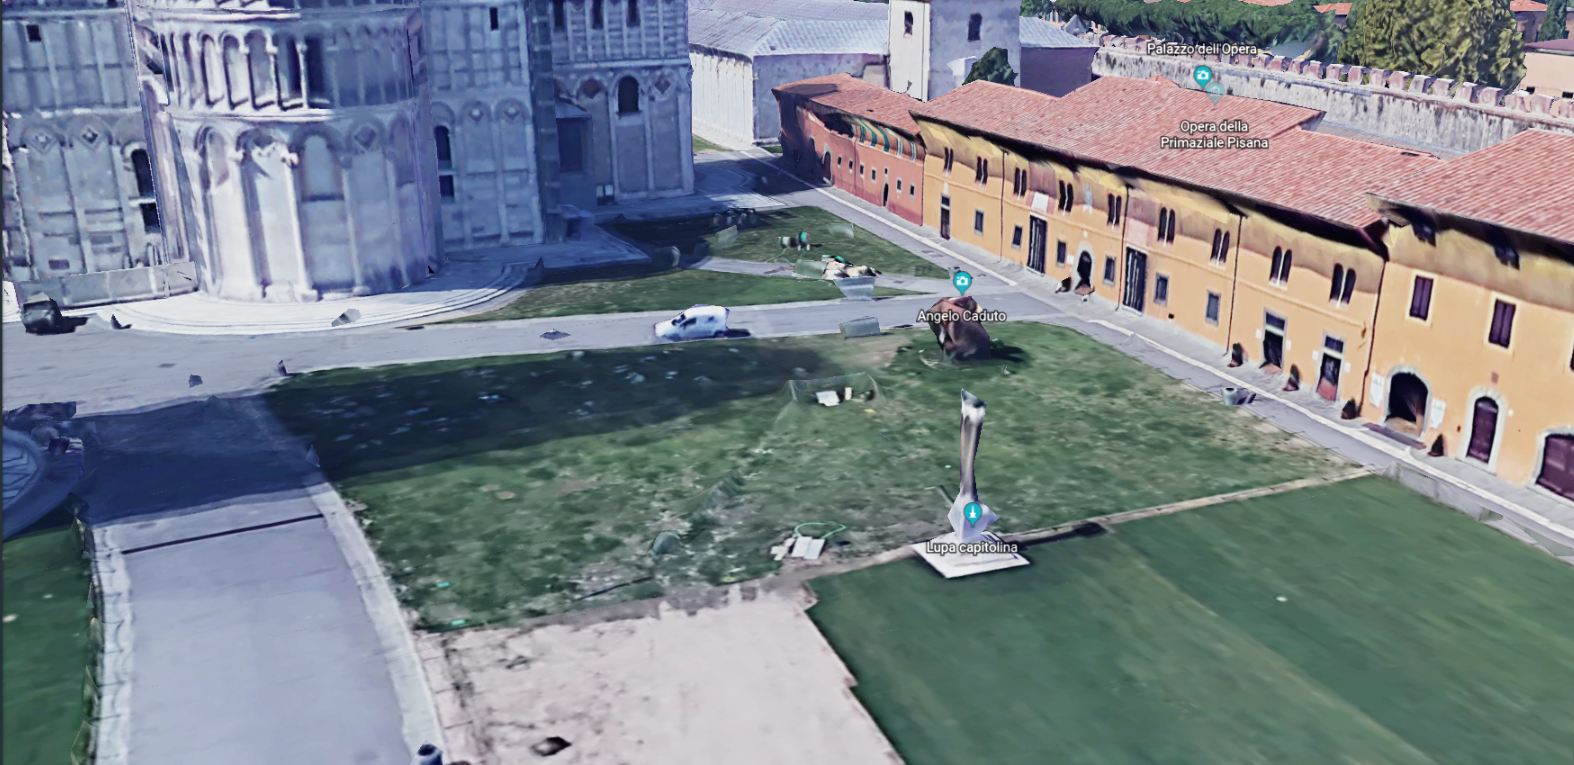 Palazzo dell'Opera
Opera della
Primaziale Pisana
Angelo Caduto
Lupa capitolina